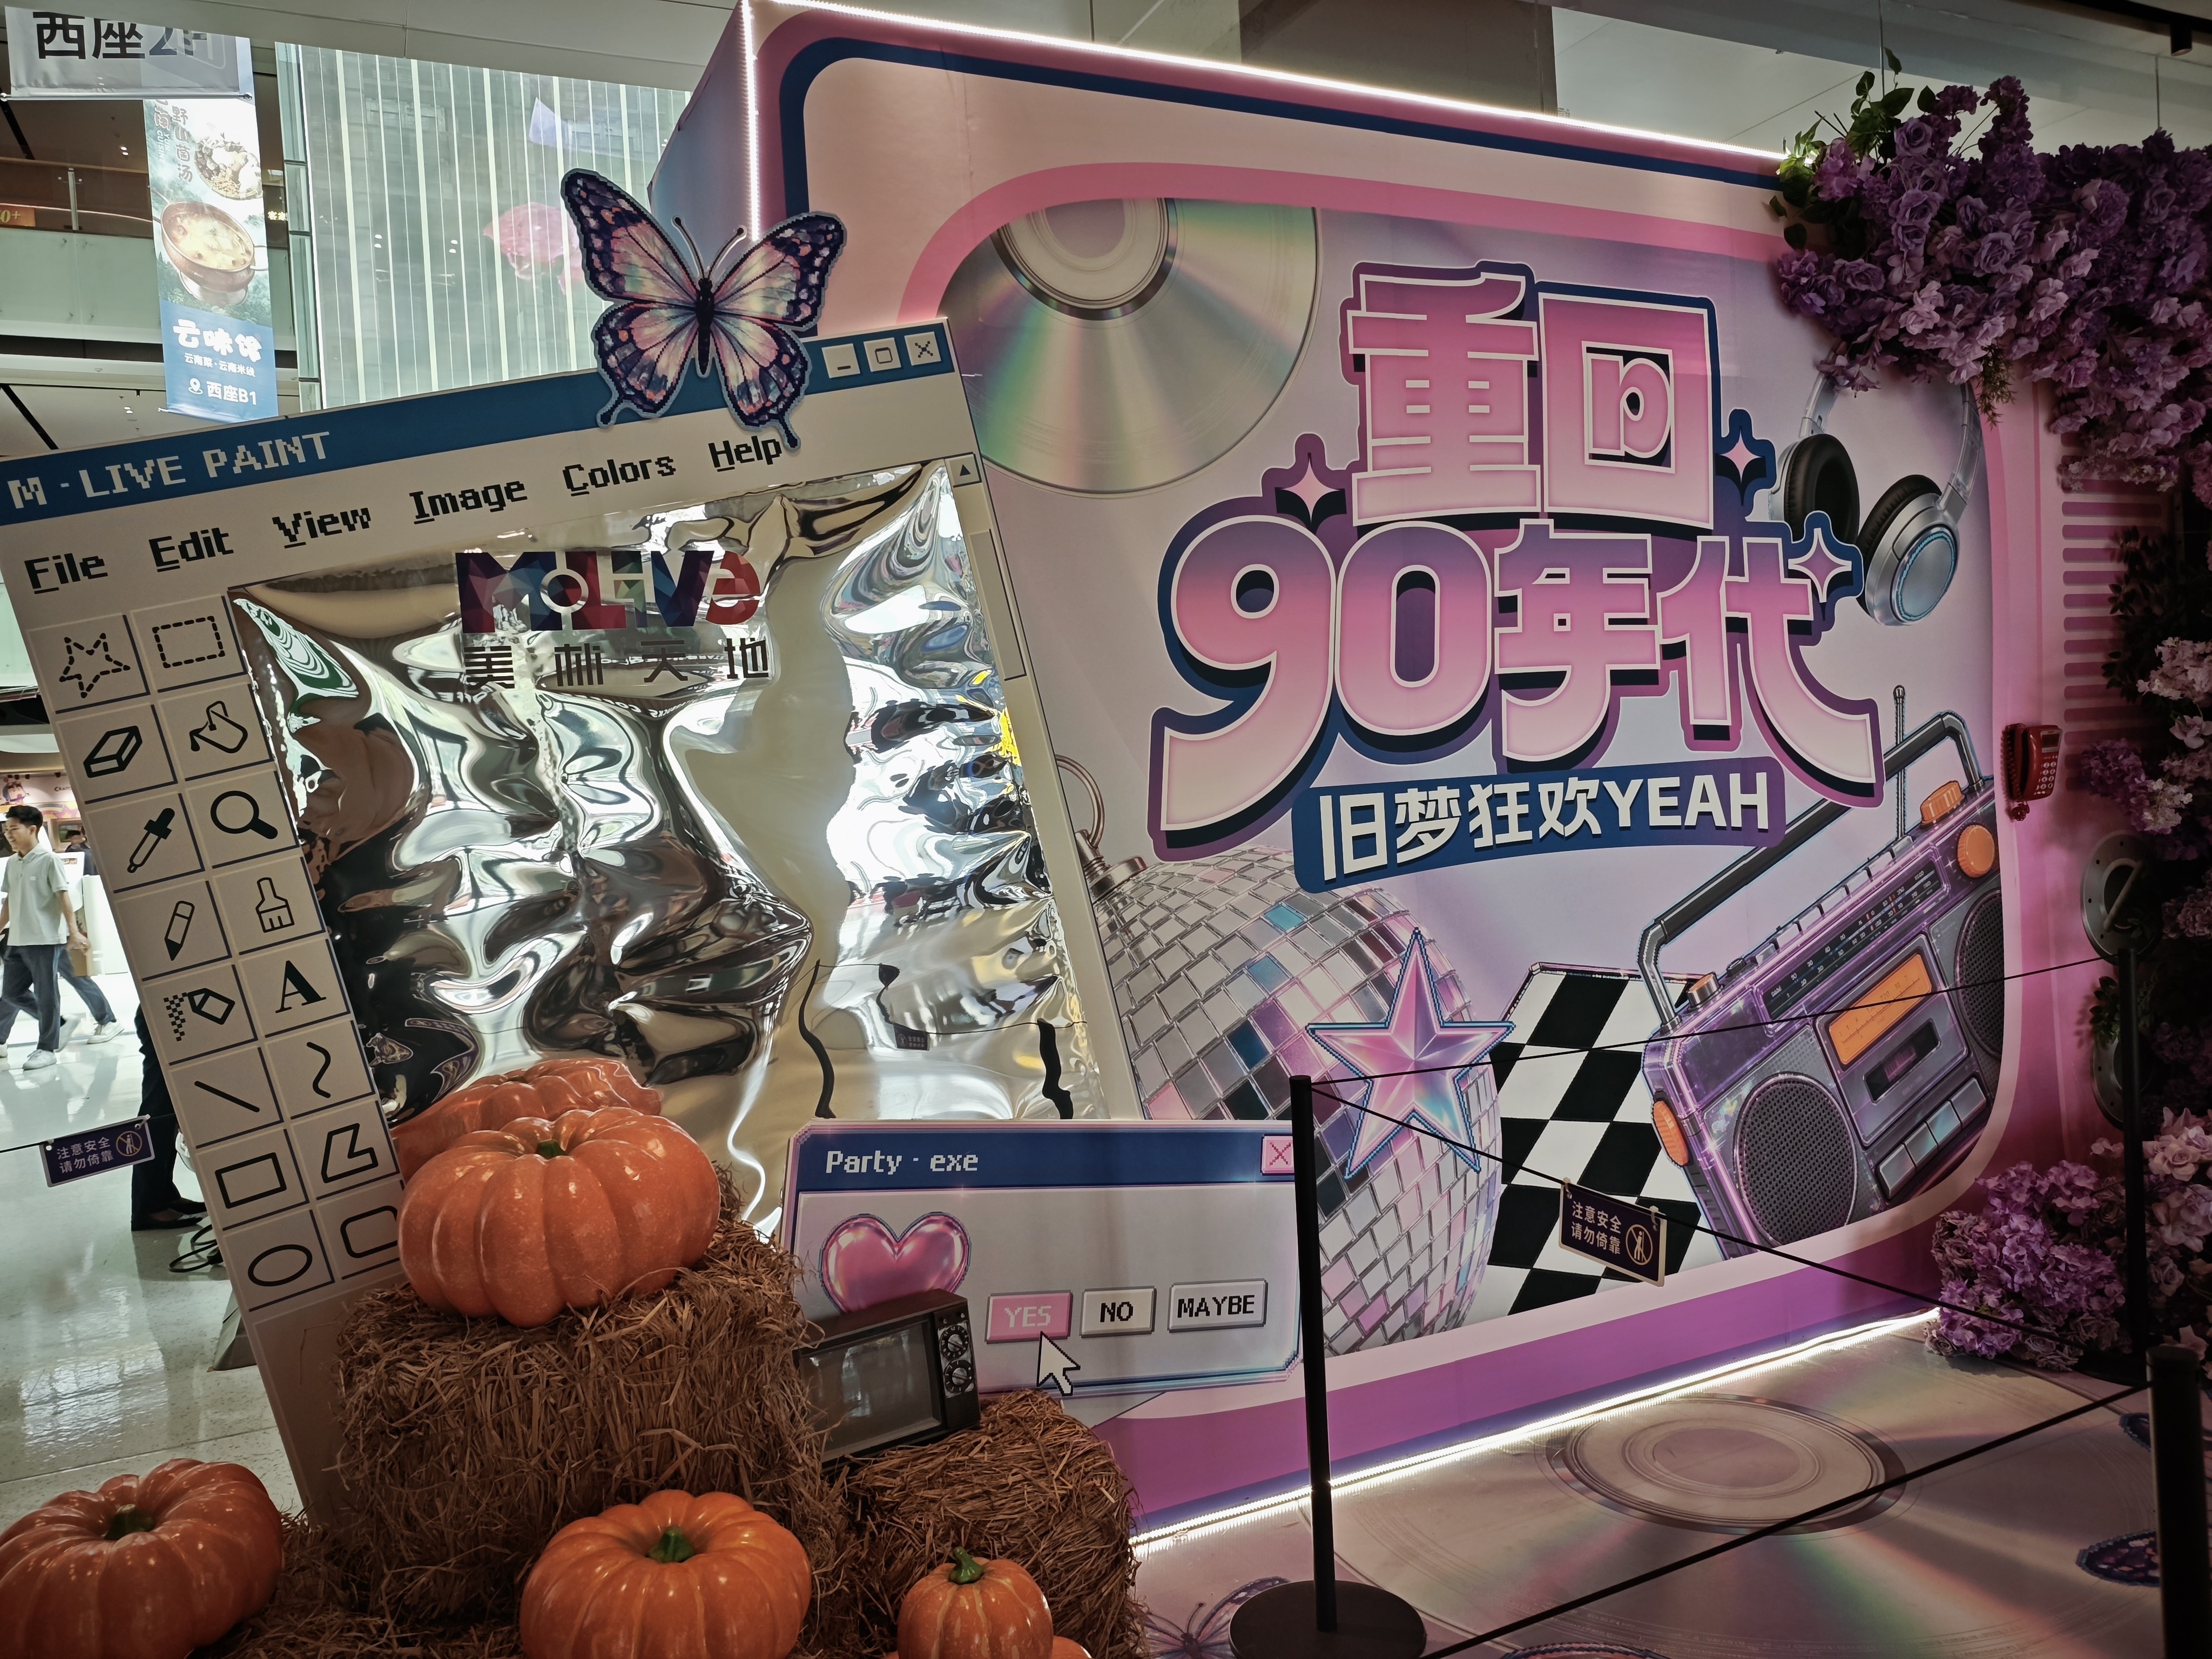 西座2F
野山菌汤
云味馆
云南菜·云南米线
西座B1
M·LIVE PAINT
File Edit View Image Colors Help
M·LIVE
美林天地
A
重回
90年代
旧梦狂欢YEAH
Party·exe
YES NO MAYBE
注意安全
请勿倚靠
注意安全
请勿倚靠